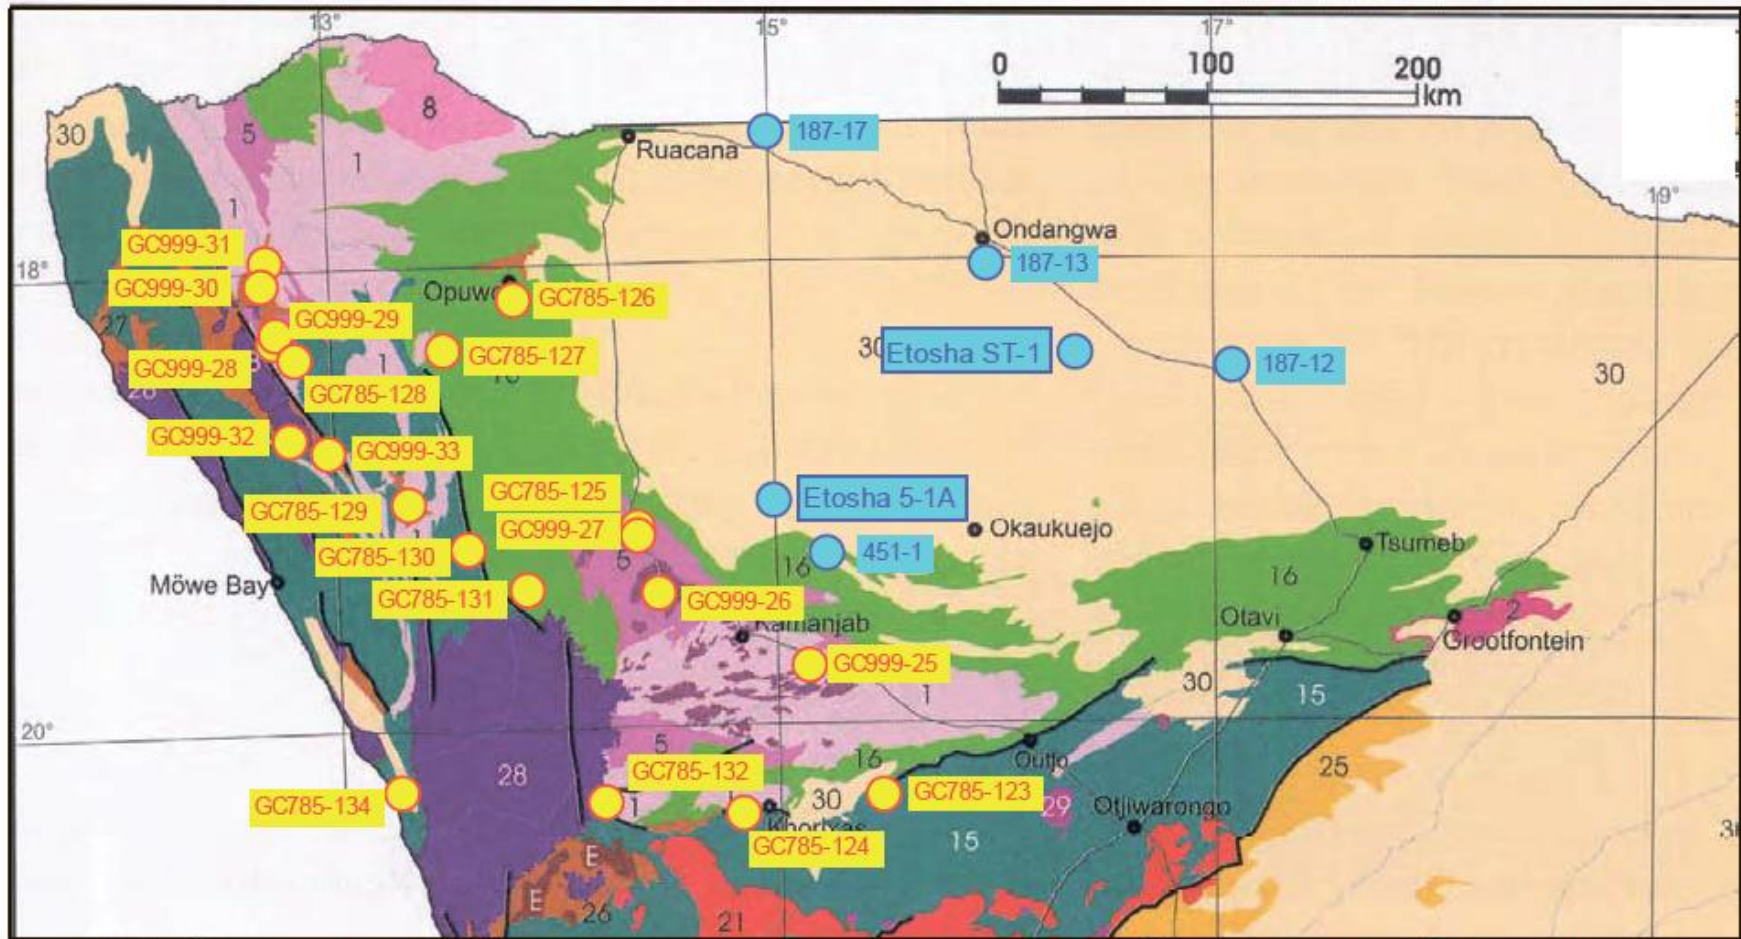 13°
15°
17°
0
100
200
km
30
5
8
1
Ruacana
187-17
1
19°
GC999-31
Ondangwa
18°
GC999-30
187-13
Opuwo
GC785-126
GC999-29
27
Etosha ST-1
30
GC785-127
187-12
GC999-28
1
30
GC785-128
GC999-32
GC999-33
GC785-125
Etosha 5-1A
GC785-129
GC999-27
Okaukuejo
GC785-130
451-1
Tsumeb
6
16
16
Möwe Bay
GC785-131
GC999-26
2
Otavi
Kamanjab
Grootfontein
GC999-25
30
1
15
20°
5
16
Outjo
28
GC785-132
25
GC785-134
1
30
GC785-123
29
Otjiwarongo
Khorixas
GC785-124
15
E
E
26
21